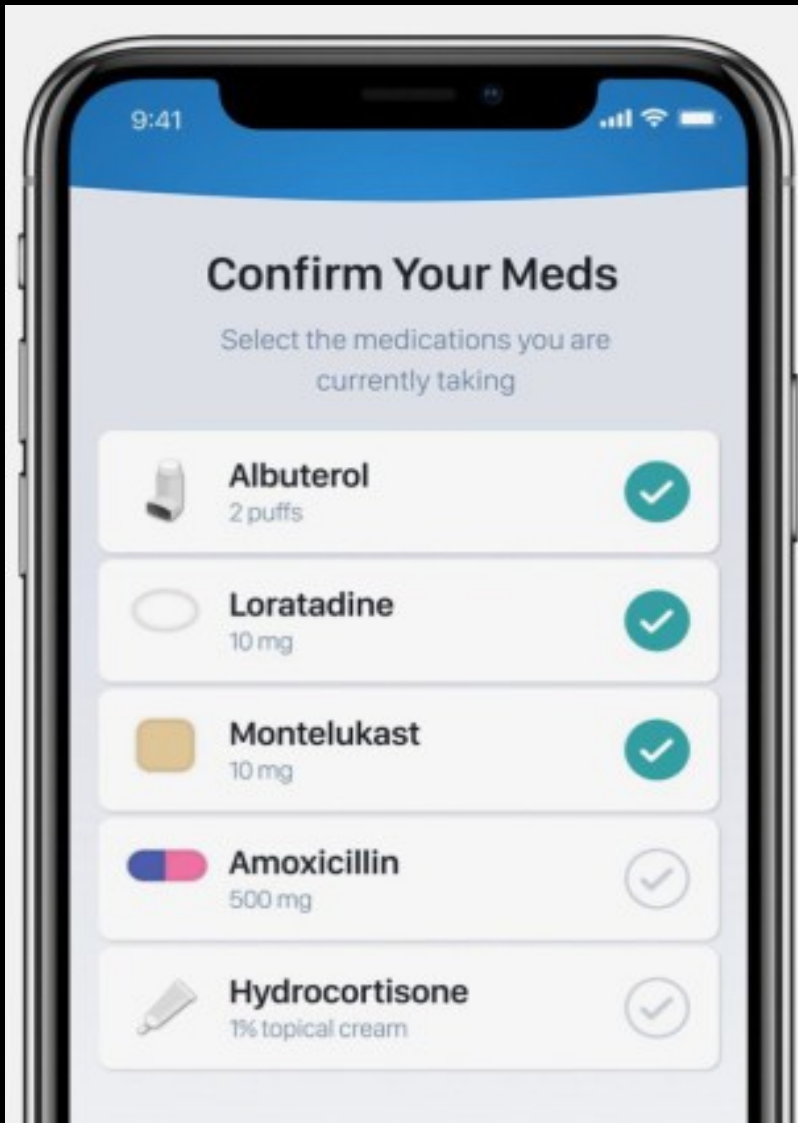 9:41
Confirm Your Meds
Select the medications you are
currently taking
Albuterol
2 puffs
Loratadine
10 mg
Montelukast
10 mg
Amoxicillin
500 mg
Hydrocortisone
1% topical cream